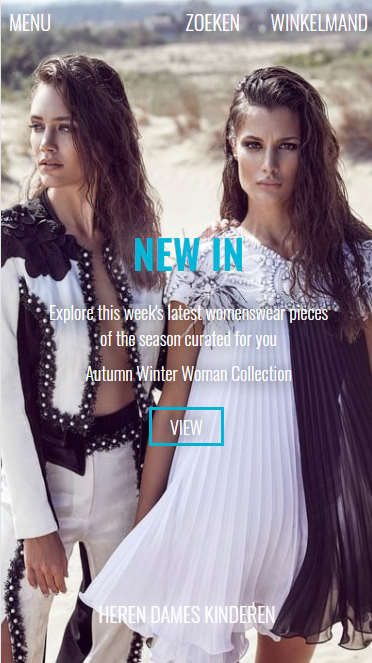 MENU ZOEKEN WINKELMAND
NEW IN
Explore this week's latest womenswear pieces
of the season curated for you
Autumn Winter Woman Collection
VIEW
HEREN DAMES KINDEREN